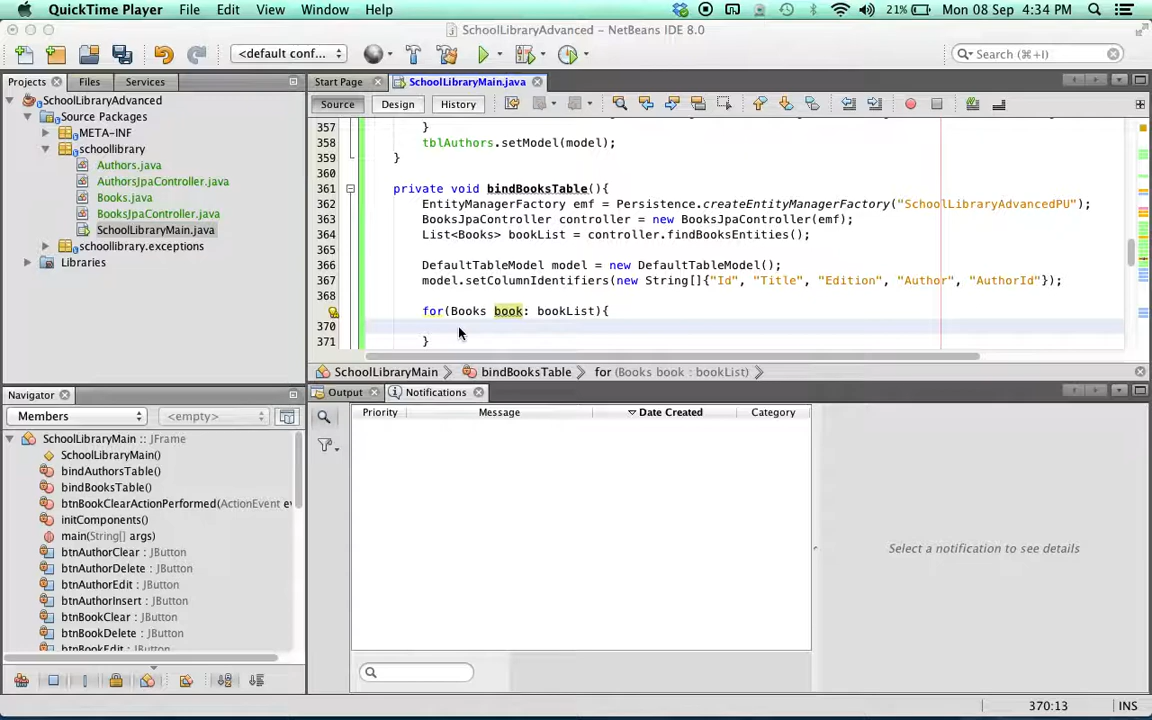 QuickTime Player File Edit View Window Help 21% Mon 08 Sep 4:34 PM
SchoolLibraryAdvanced – NetBeans IDE 8.0
<default conf... Search (⌘+I)
Projects Files Services
Start Page SchoolLibraryMain.java
SchoolLibraryAdvanced
Source Packages
META-INF
schoollibrary
Authors.java
AuthorsJpaController.java
Books.java
BooksJpaController.java
SchoolLibraryMain.java
schoollibrary.exceptions
Libraries
Source Design History
357 }
358 tblAuthors.setModel(model);
359 }
360
361 private void bindBooksTable(){
362 EntityManagerFactory emf = Persistence.createEntityManagerFactory("SchoolLibraryAdvancedPU");
363 BooksJpaController controller = new BooksJpaController(emf);
364 List<Books> bookList = controller.findBooksEntities();
365
366 DefaultTableModel model = new DefaultTableModel();
367 model.setColumnIdentifiers(new String[]{"Id", "Title", "Edition", "Author", "AuthorId"});
368
for(Books book: bookList){
370
371 }
SchoolLibraryMain bindBooksTable for (Books book : bookList)
Navigator
Members <empty>
SchoolLibraryMain :: JFrame
SchoolLibraryMain()
bindAuthorsTable()
bindBooksTable()
btnBookClearActionPerformed(ActionEvent ev
initComponents()
main(String[] args)
btnAuthorClear : JButton
btnAuthorDelete : JButton
btnAuthorEdit : JButton
btnAuthorInsert : JButton
btnBookClear : JButton
btnBookDelete : JButton
btnBookEdit : JButton
Output Notifications
Priority Message Date Created Category
Select a notification to see details
370:13 INS